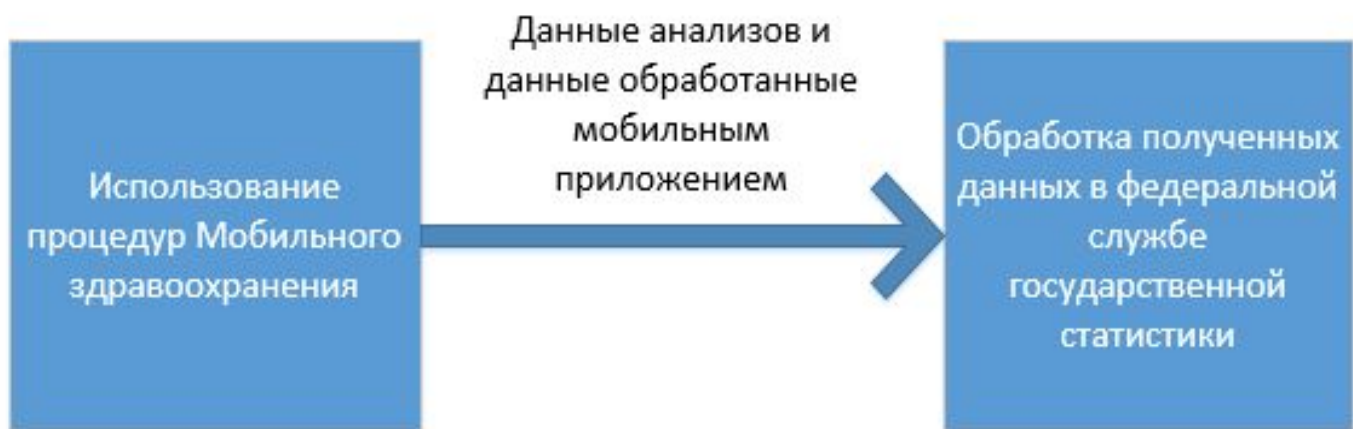 Использование
процедур Мобильного
здравоохранения
Данные анализов и
данные обработанные
мобильным
приложением
Обработка полученных
данных в федеральной
службе
государственной
статистики